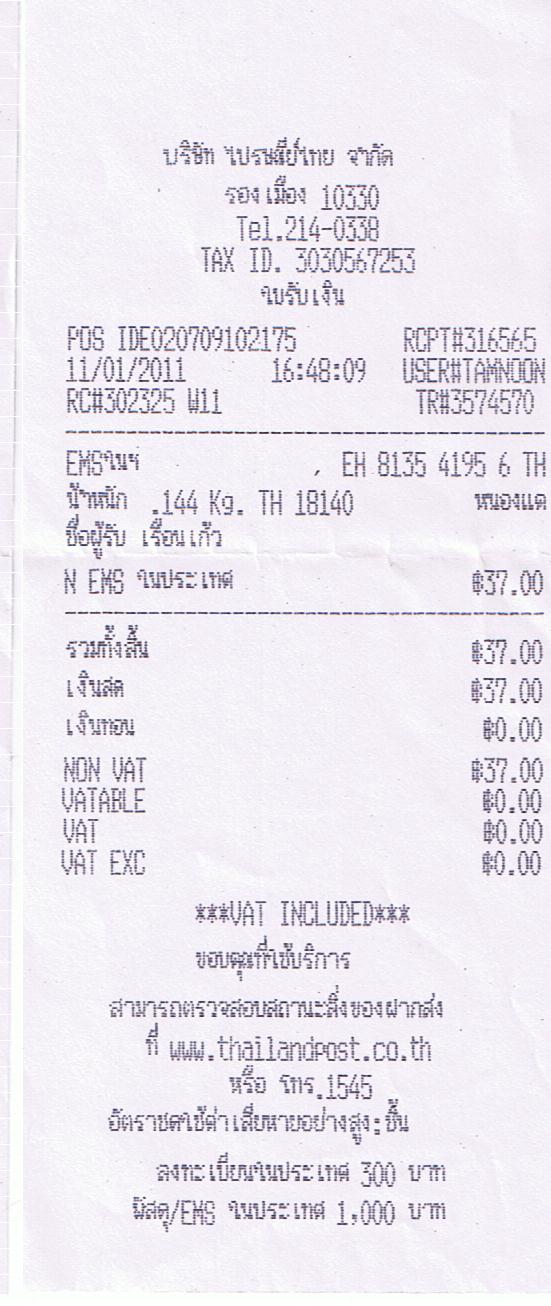 บริษัท ไปรษณีย์ไทย จำกัด
รองเมือง 10330
Tel.214-0338
TAX ID. 3030567253
ใบรับเงิน
POS IDE020709102175 RCPT#316565
11/01/2011 16:48:09 USER#TAMNOON
RC#302325 W11 TR#3574570
EMSในฯ , EH 8135 4195 6 TH
น้ำหนัก .144 Kg. TH 18140 หนองแค
ชื่อผู้รับ เรือนแก้ว
N EMS ในประเทศ ฿37.00
รวมทั้งสิ้น ฿37.00
เงินสด ฿37.00
เงินทอน ฿0.00
NON VAT ฿37.00
VATABLE ฿0.00
VAT ฿0.00
VAT EXC ฿0.00
***VAT INCLUDED***
ขอบคุณที่ใช้บริการ
สามารถตรวจสอบสถานะสิ่งของฝากส่ง
ที่ www.thailandpost.co.th
หรือ โทร.1545
อัตราชดใช้ค่าเสียหายอย่างสูง:ชิ้น
ลงทะเบียนในประเทศ 300 บาท
พัสดุ/EMS ในประเทศ 1,000 บาท